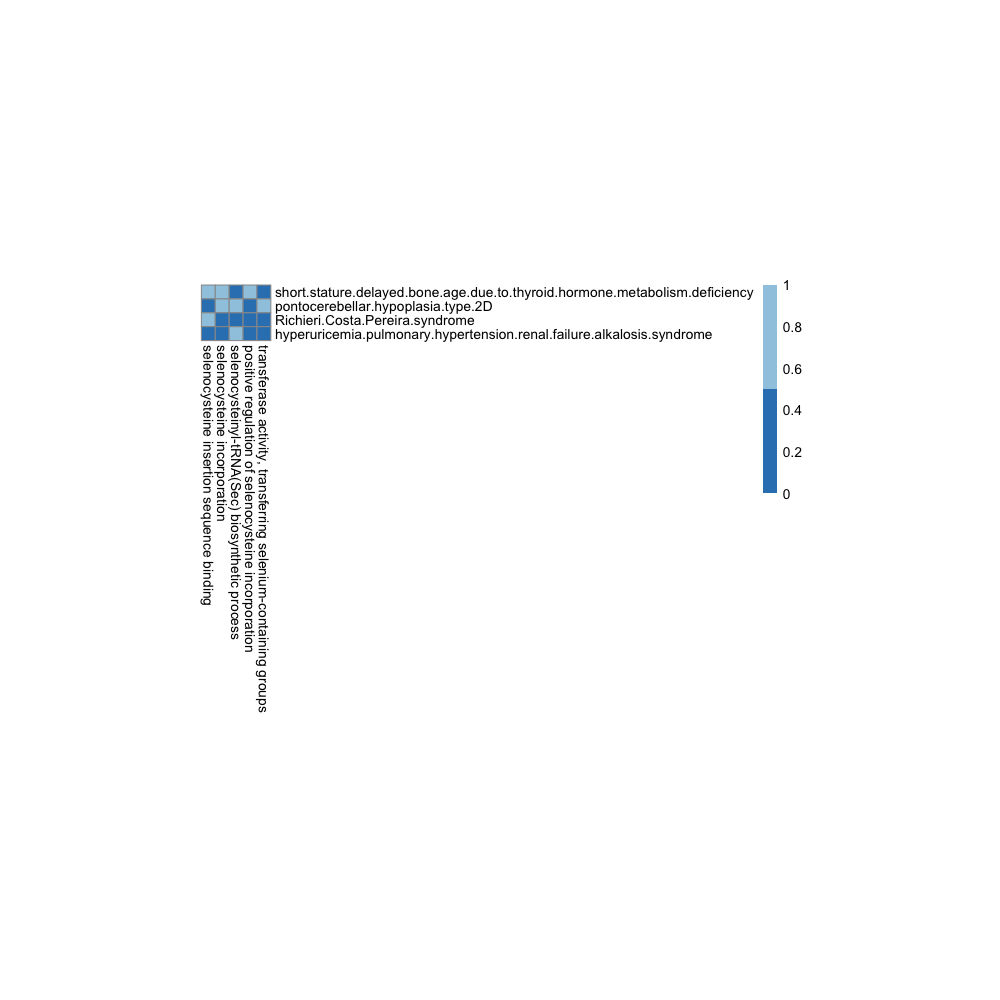 short.stature.delayed.bone.age.due.to.thyroid.hormone.metabolism.deficiency
pontocerebellar.hypoplasia.type.2D
Richieri.Costa.Pereira.syndrome
hyperuricemia.pulmonary.hypertension.renal.failure.alkalosis.syndrome
selenocysteine insertion sequence binding
selenocysteine incorporation
selenocysteinyl-tRNA(Sec) biosynthetic process
positive regulation of selenocysteine incorporation
transferase activity, transferring selenium-containing groups
1
0.8
0.6
0.4
0.2
0